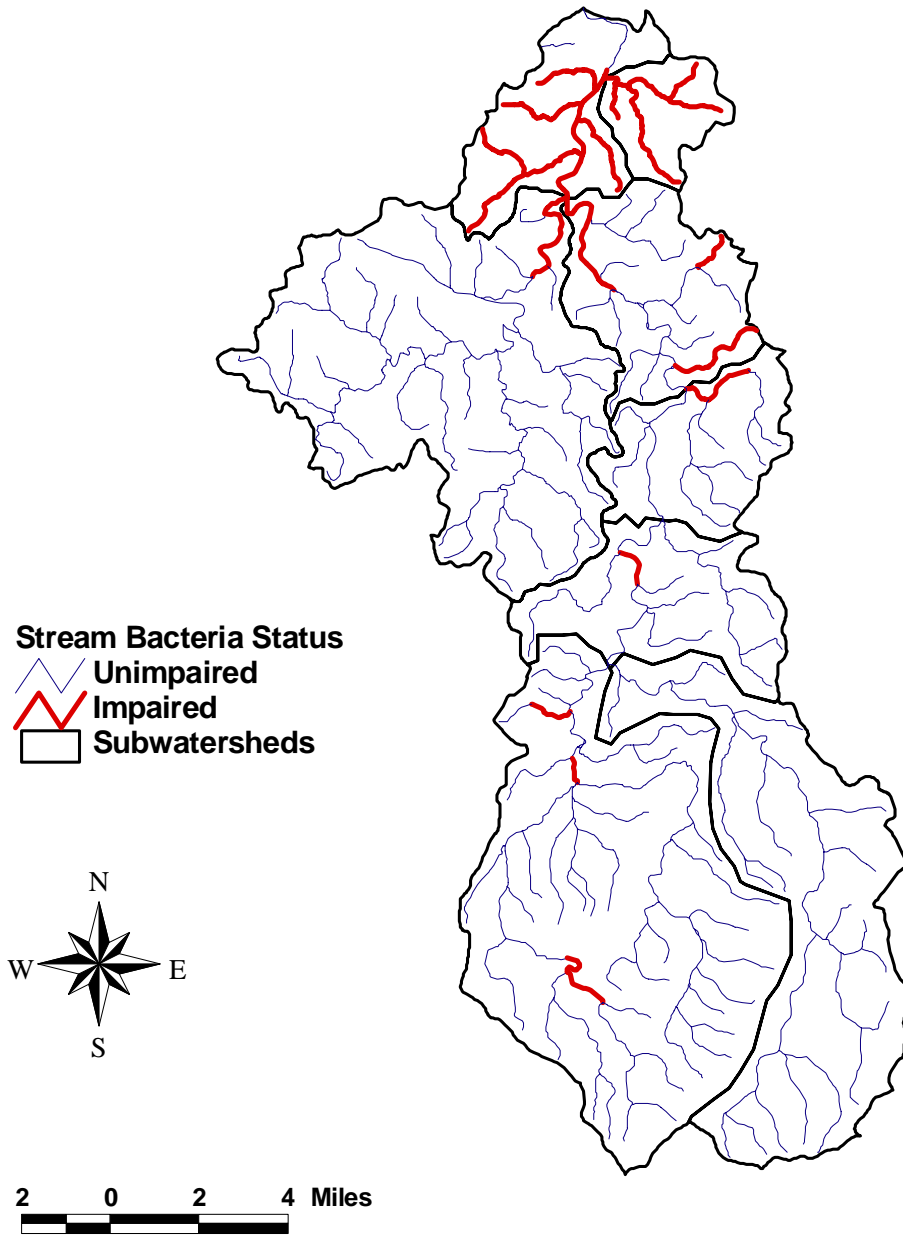 Stream Bacteria Status
Unimpaired
Impaired
Subwatersheds
N
W E
S
2 0 2 4 Miles